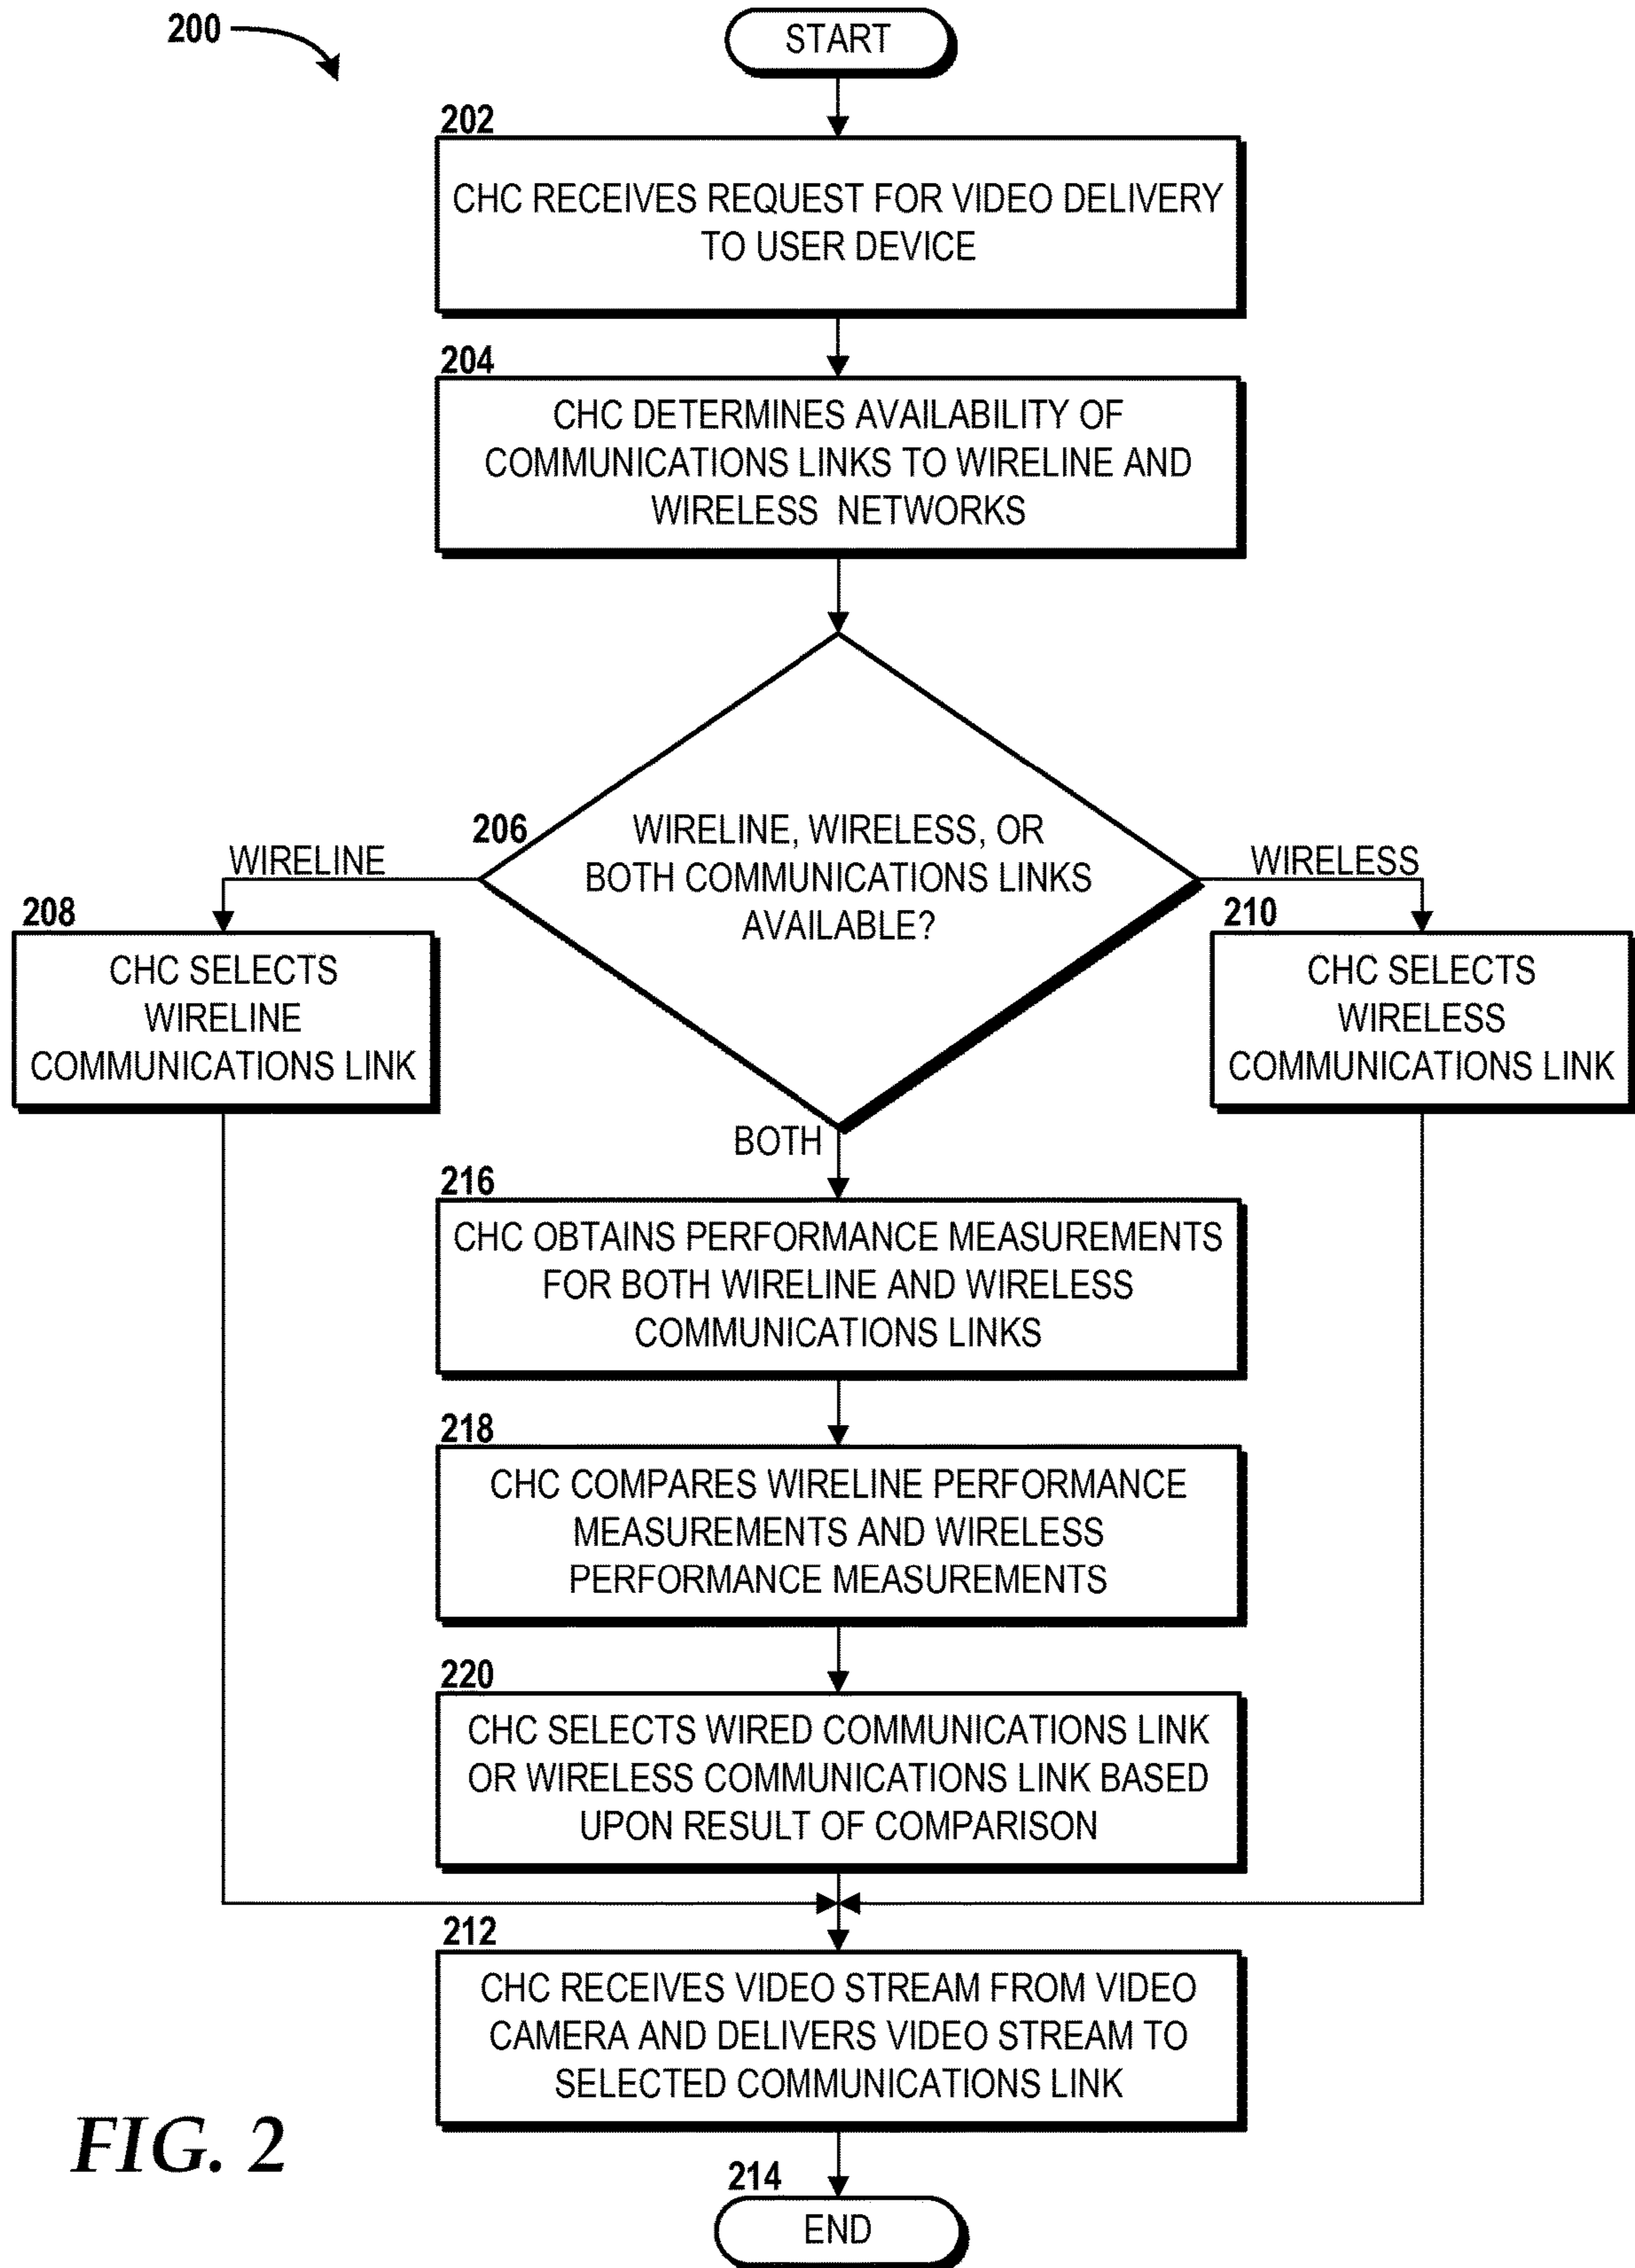 200
START
202
CHC RECEIVES REQUEST FOR VIDEO DELIVERY
TO USER DEVICE
204
CHC DETERMINES AVAILABILITY OF
COMMUNICATIONS LINKS TO WIRELINE AND
WIRELESS NETWORKS
206
WIRELINE, WIRELESS, OR
BOTH COMMUNICATIONS LINKS
AVAILABLE?
WIRELINE
WIRELESS
208
CHC SELECTS
WIRELINE
COMMUNICATIONS LINK
210
CHC SELECTS
WIRELESS
COMMUNICATIONS LINK
BOTH
216
CHC OBTAINS PERFORMANCE MEASUREMENTS
FOR BOTH WIRELINE AND WIRELESS
COMMUNICATIONS LINKS
218
CHC COMPARES WIRELINE PERFORMANCE
MEASUREMENTS AND WIRELESS
PERFORMANCE MEASUREMENTS
220
CHC SELECTS WIRED COMMUNICATIONS LINK
OR WIRELESS COMMUNICATIONS LINK BASED
UPON RESULT OF COMPARISON
212
CHC RECEIVES VIDEO STREAM FROM VIDEO
CAMERA AND DELIVERS VIDEO STREAM TO
SELECTED COMMUNICATIONS LINK
214
END
FIG. 2